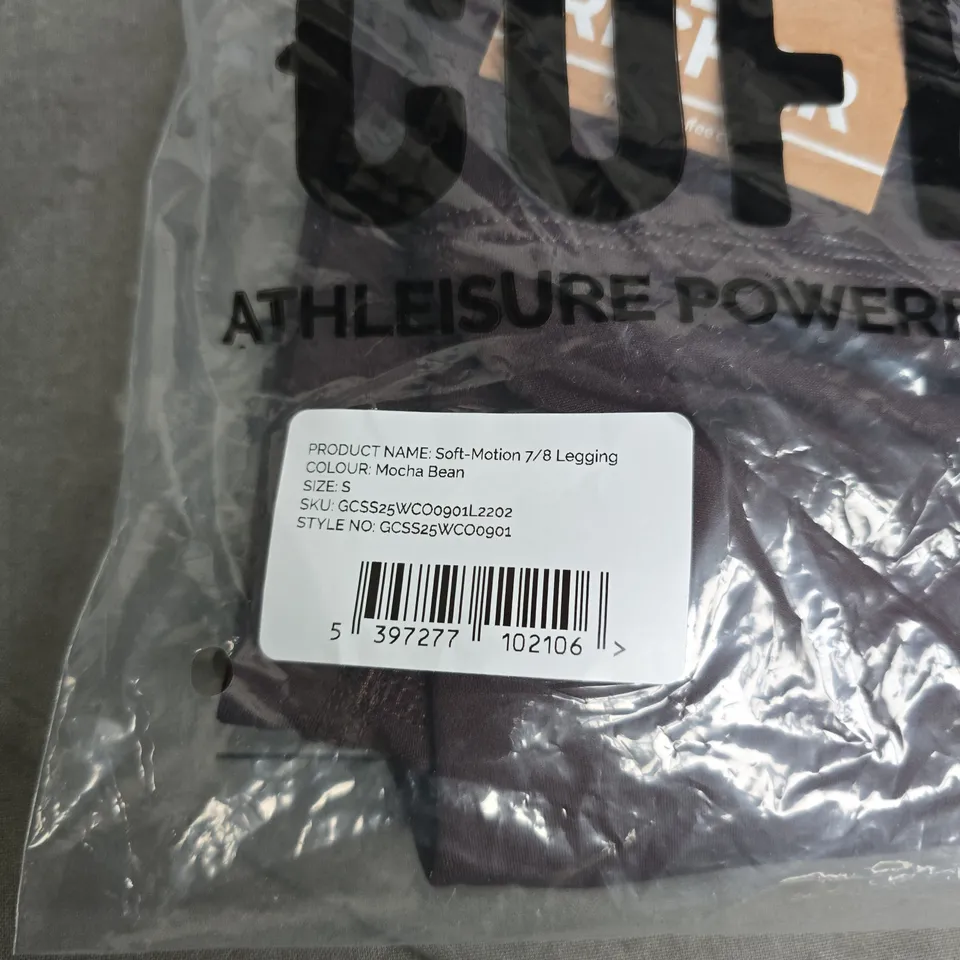 ATHLEISURE POWERE
PRODUCT NAME: Soft-Motion 7/8 Legging
COLOUR: Mocha Bean
SIZE: S
SKU: GCSS25WCO0901L2202
STYLE NO: GCSS25WCO0901
5 397277 102106 >